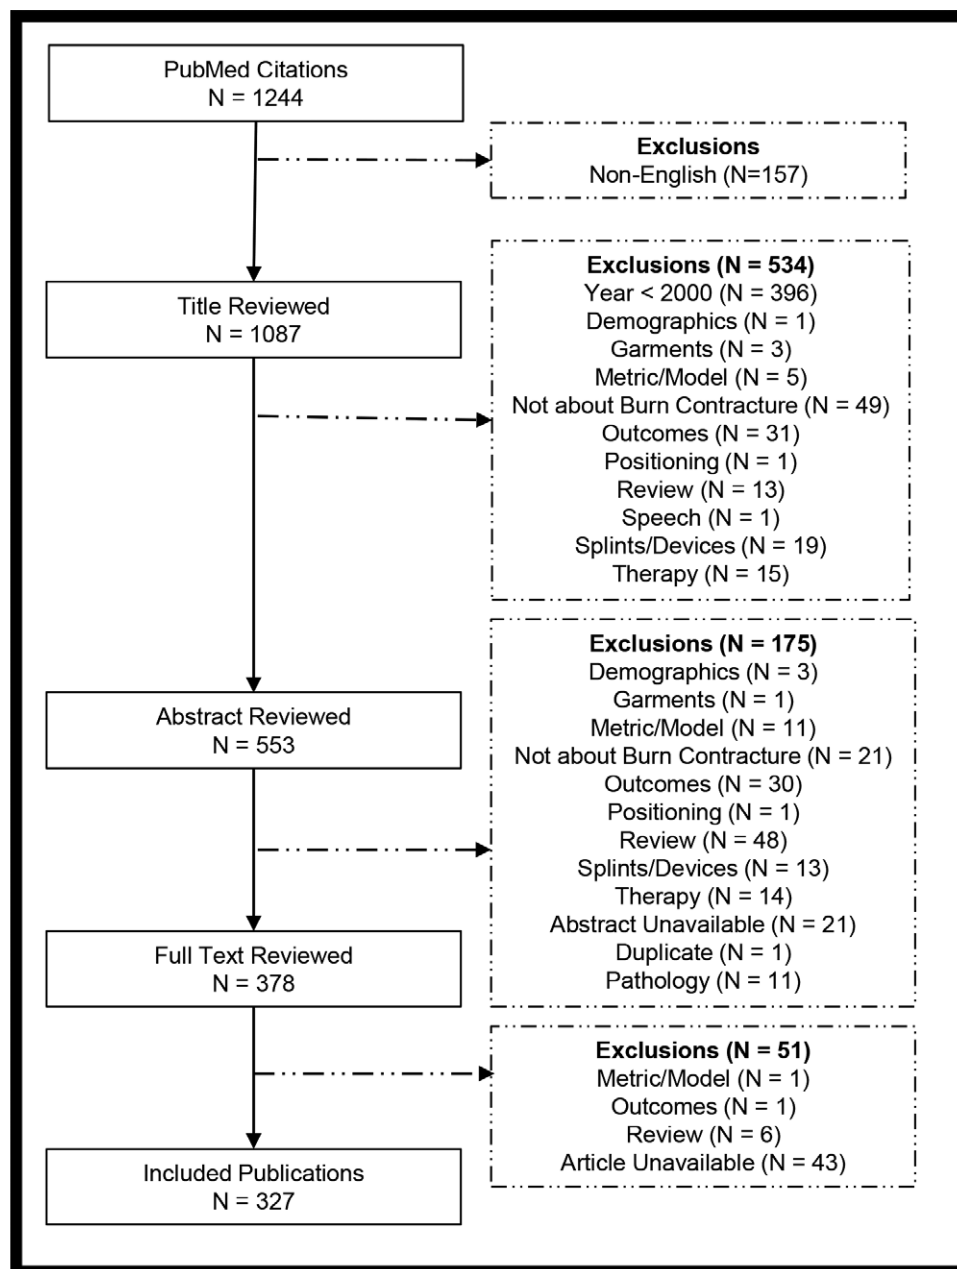 PubMed Citations
N = 1244
Exclusions
Non-English (N=157)
Title Reviewed
N = 1087
Exclusions (N = 534)
Year < 2000 (N = 396)
Demographics (N = 1)
Garments (N = 3)
Metric/Model (N = 5)
Not about Burn Contracture (N = 49)
Outcomes (N = 31)
Positioning (N = 1)
Review (N = 13)
Speech (N = 1)
Splints/Devices (N = 19)
Therapy (N = 15)
Abstract Reviewed
N = 553
Exclusions (N = 175)
Demographics (N = 3)
Garments (N = 1)
Metric/Model (N = 11)
Not about Burn Contracture (N = 21)
Outcomes (N = 30)
Positioning (N = 1)
Review (N = 48)
Splints/Devices (N = 13)
Therapy (N = 14)
Abstract Unavailable (N = 21)
Duplicate (N = 1)
Pathology (N = 11)
Full Text Reviewed
N = 378
Exclusions (N = 51)
Metric/Model (N = 1)
Outcomes (N = 1)
Review (N = 6)
Article Unavailable (N = 43)
Included Publications
N = 327